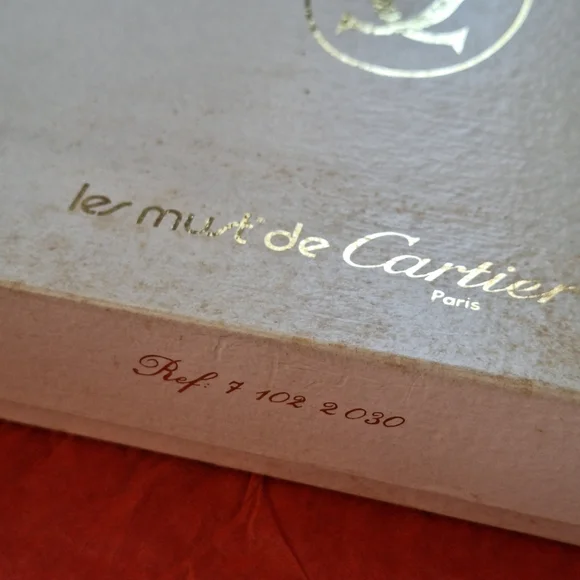 les must de Cartier
Paris
Ref: 7 102 2 030